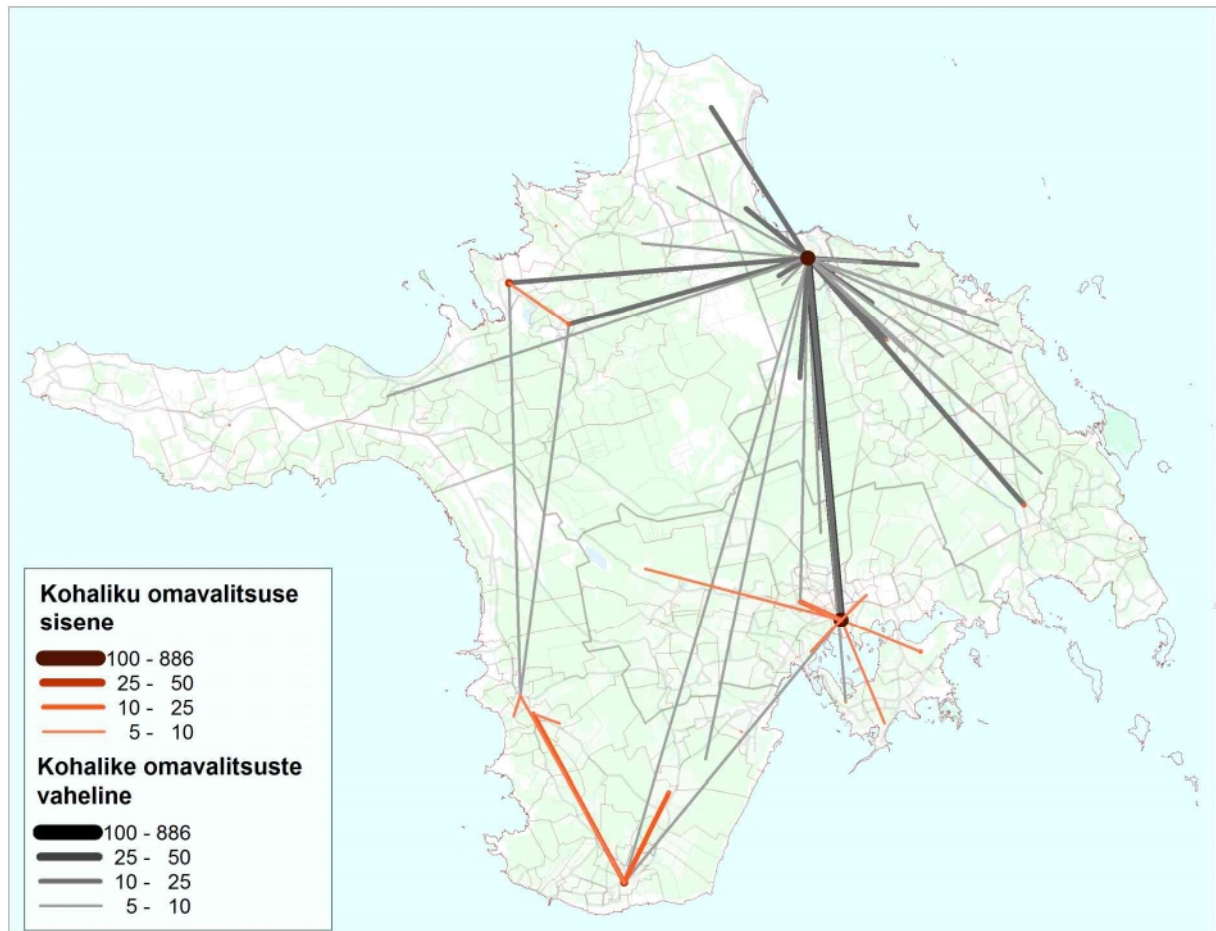 Kohaliku omavalitsuse
sisene
100 - 886
25 - 50
10 - 25
5 - 10
Kohalike omavalitsuste
vaheline
100 - 886
25 - 50
10 - 25
5 - 10